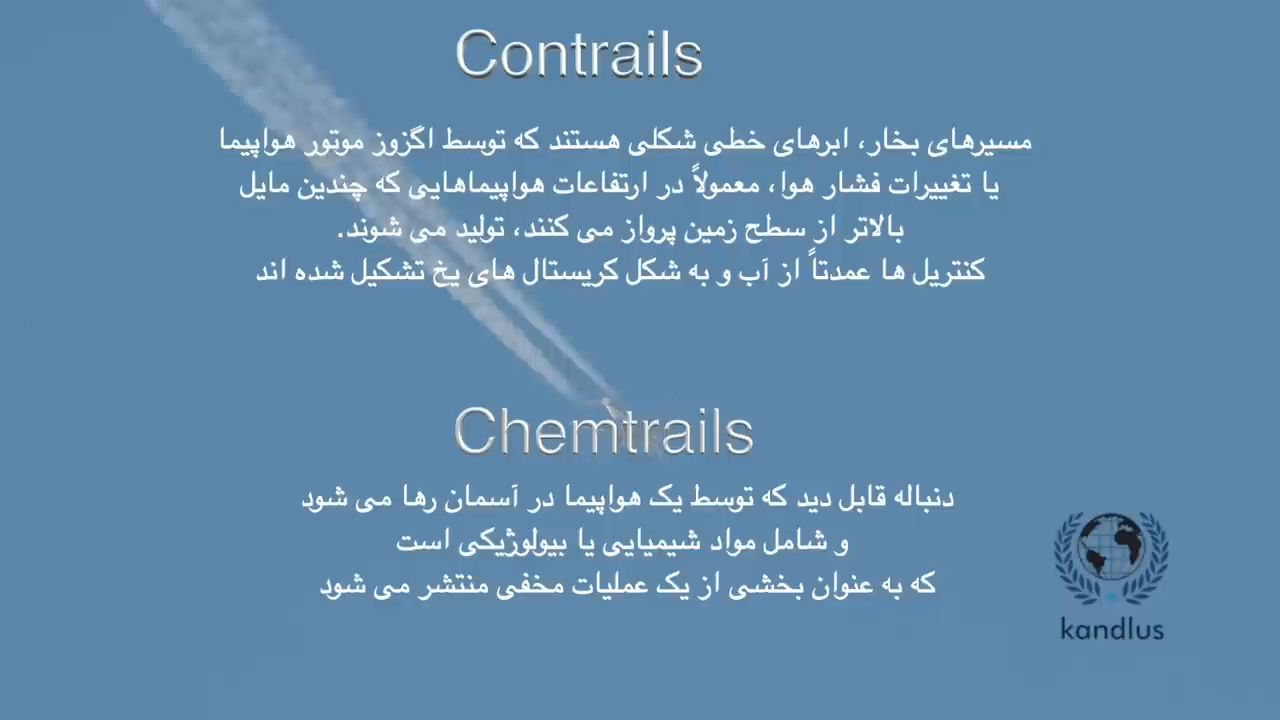 Contrails
مسیرهای بخار، ابرهای خطی شکلی هستند که توسط اگزوز موتور هواپیما
یا تغییرات فشار هوا، معمولاً در ارتفاعات هواپیماهایی که چندین مایل
بالاتر از سطح زمین پرواز می کنند، تولید می شوند.
کنتریل ها عمدتاً از آب و به شکل کریستال های یخ تشکیل شده اند
Chemtrails
دنباله قابل دید که توسط یک هواپیما در آسمان رها می شود
و شامل مواد شیمیایی یا بیولوژیکی است
که به عنوان بخشی از یک عملیات مخفی منتشر می شود
kandlus